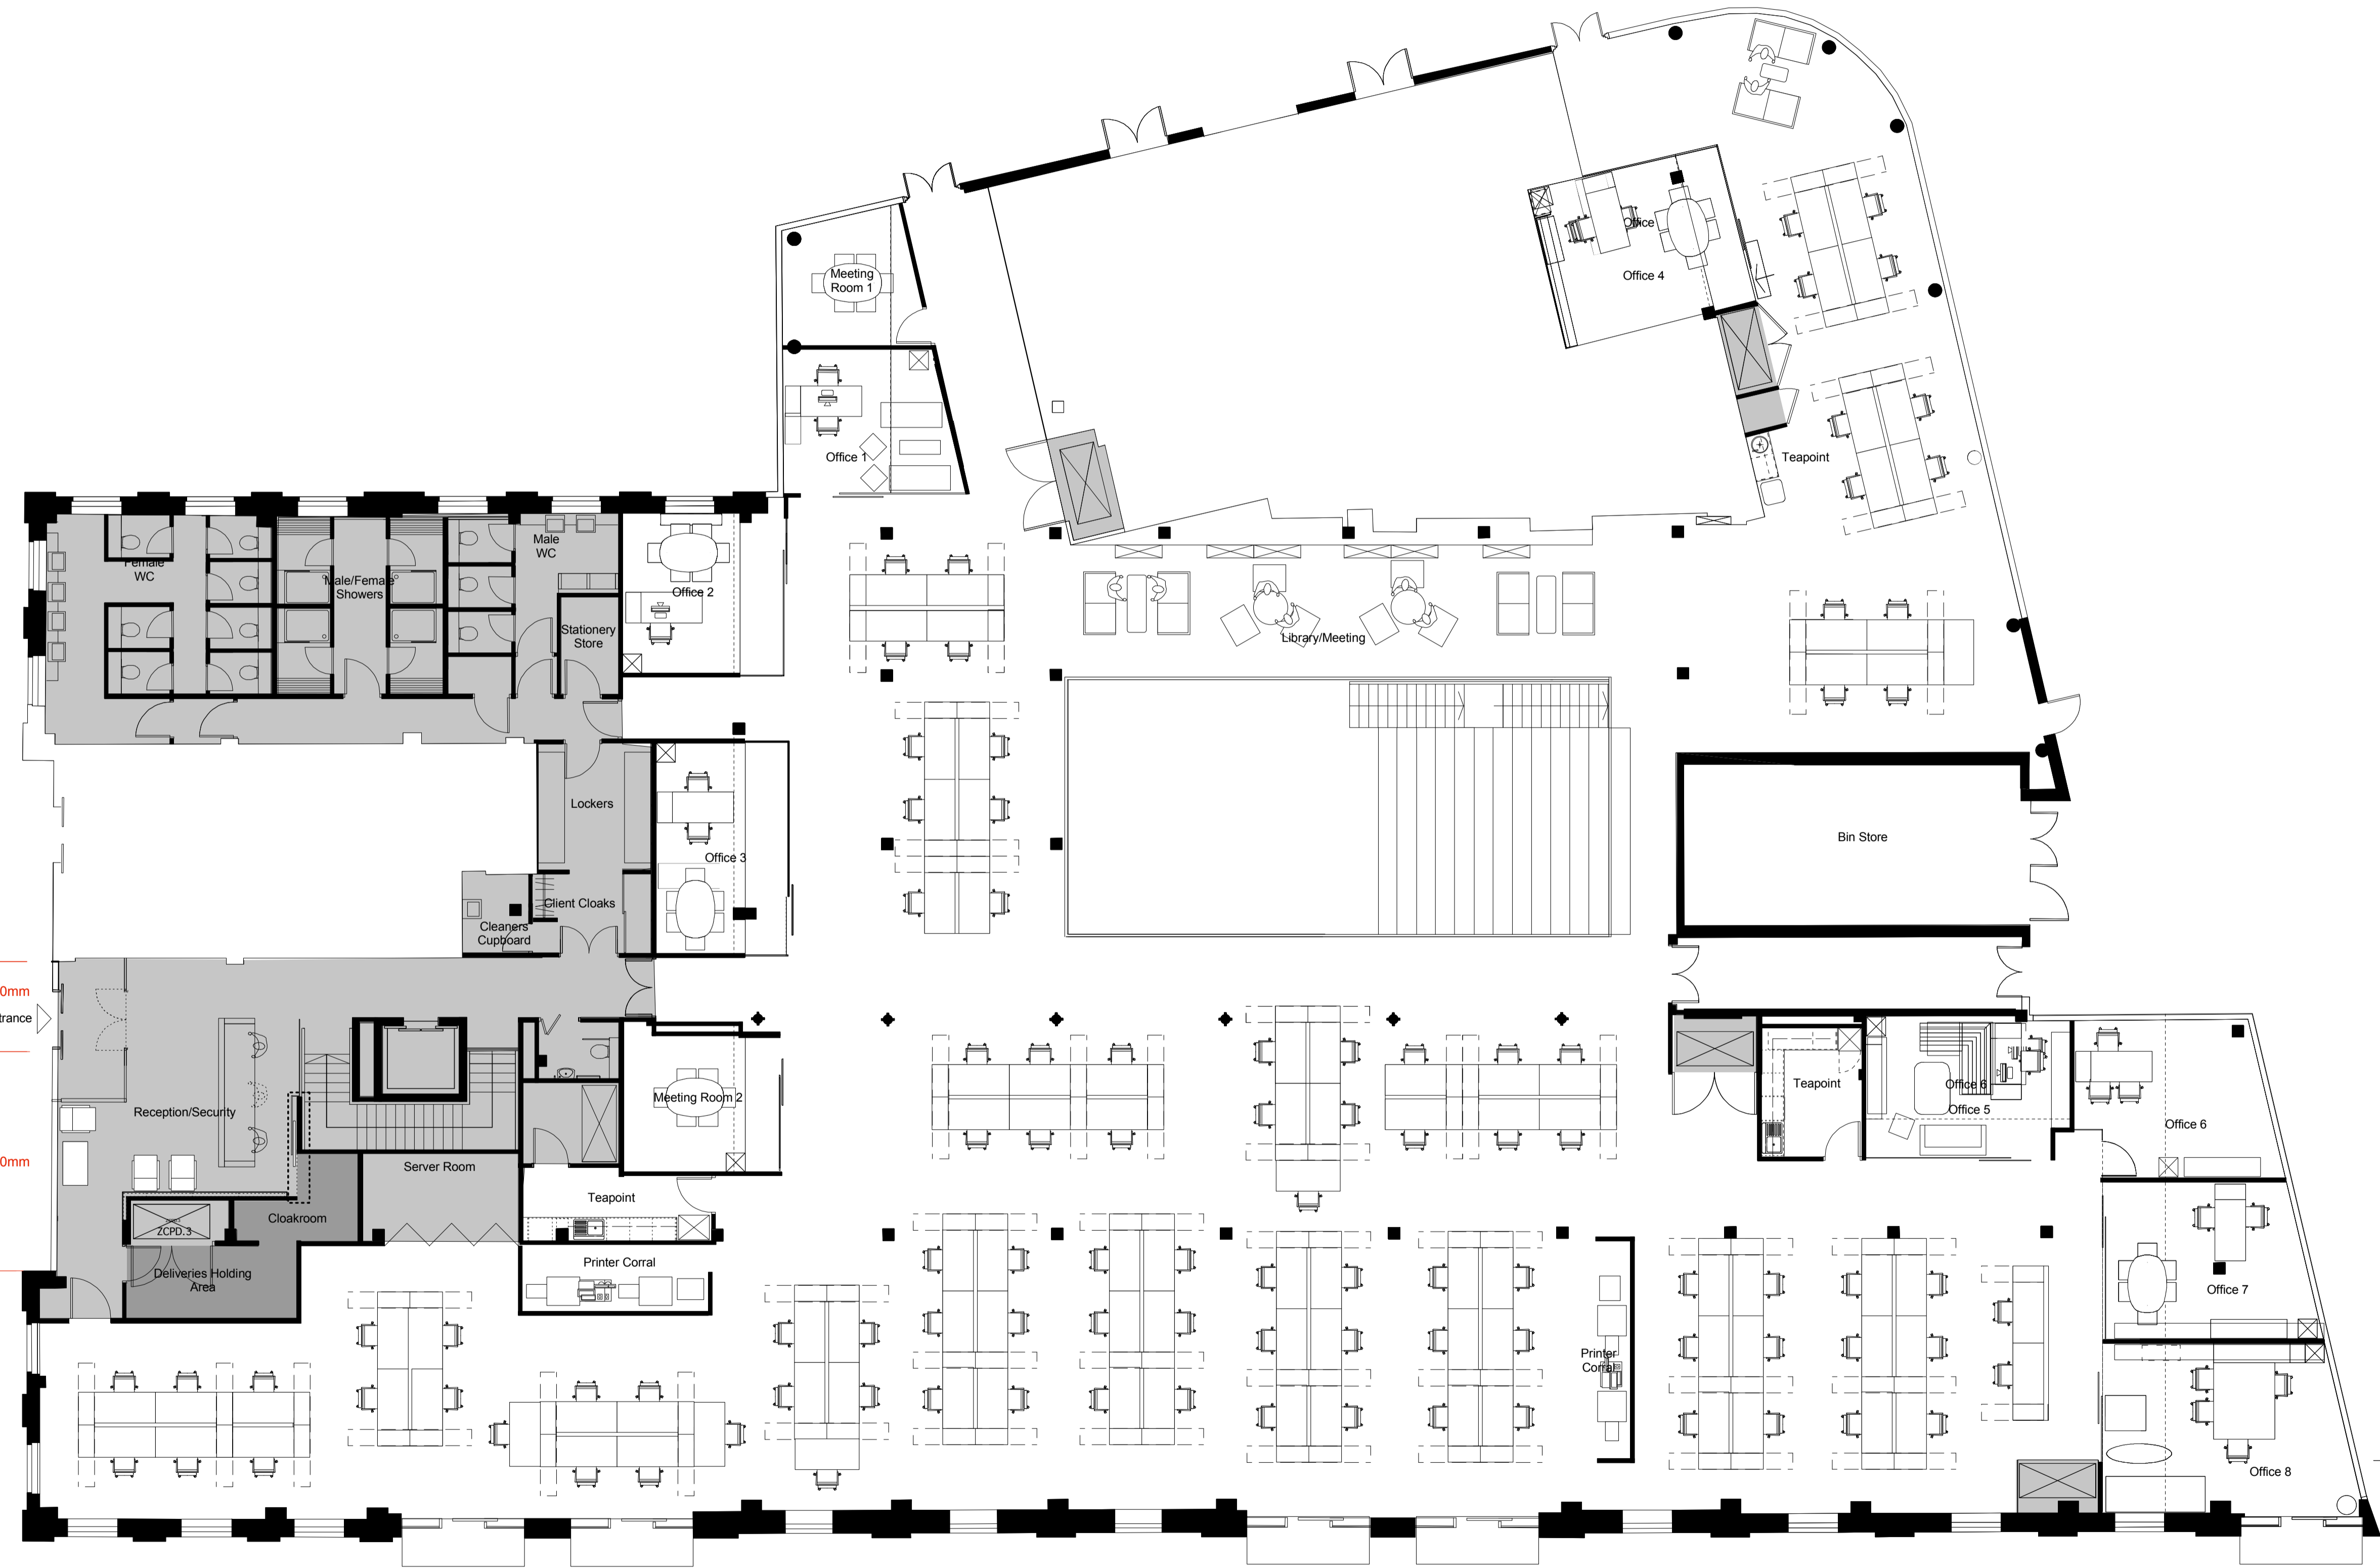 Meeting
Room 1
Office
Office 4
Office 1
Teapoint
Male
WC
Female
WC
Male/Female
Showers
Office 2
Stationery
Store
Library/Meeting
Lockers
Bin Store
Office 3
Client Cloaks
Cleaners
Cupboard
0mm
trance
Reception/Security
Meeting Room 2
Teapoint
Office 6
Office 5
Office 6
0mm
Server Room
Teapoint
Cloakroom
ZCPD.3
Deliveries Holding
Area
Printer Corral
Office 7
Printer
Corral
Office 8